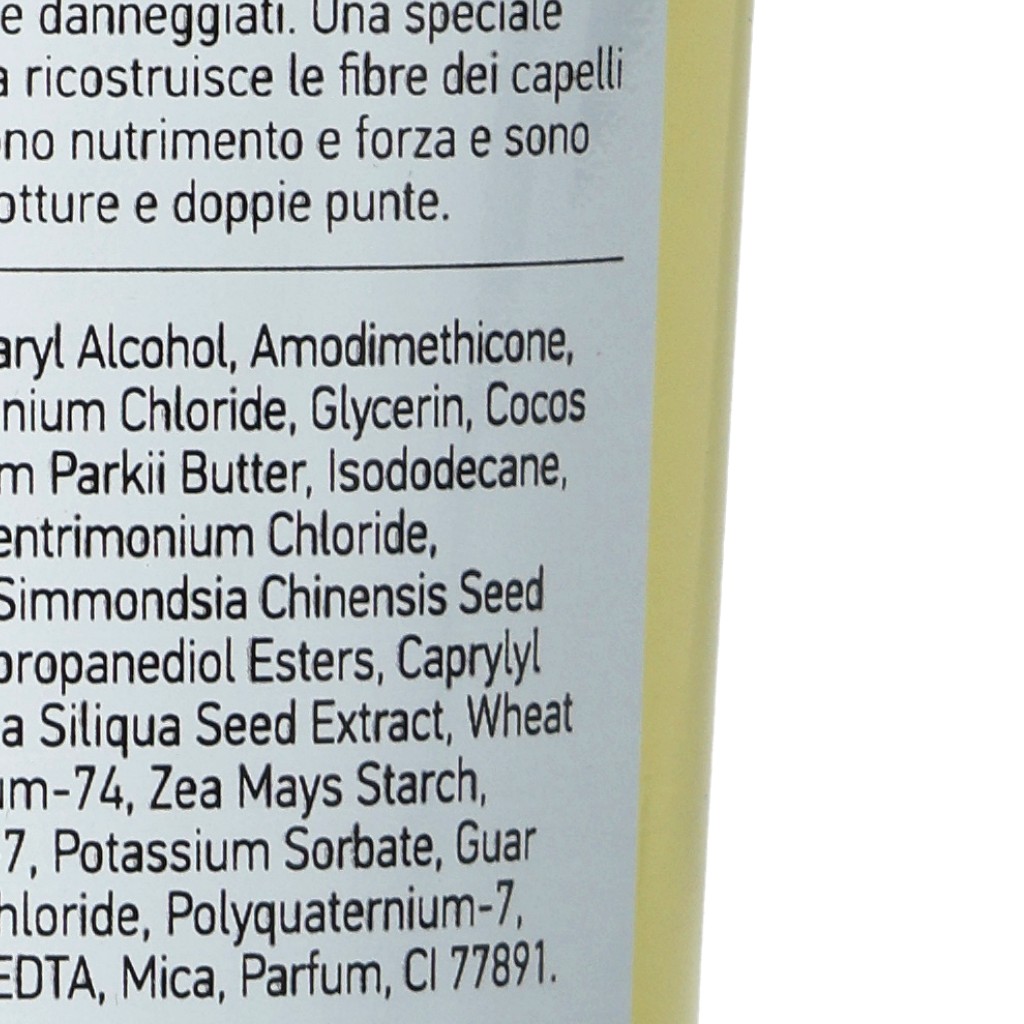 e danneggiati. Una speciale
a ricostruisce le fibre dei capelli
no nutrimento e forza e sono
otture e doppie punte.
aryl Alcohol, Amodimethicone,
nium Chloride, Glycerin, Cocos
m Parkii Butter, Isododecane,
entrimonium Chloride,
Simmondsia Chinensis Seed
propanediol Esters, Caprylyl
a Siliqua Seed Extract, Wheat
um-74, Zea Mays Starch,
7, Potassium Sorbate, Guar
hloride, Polyquaternium-7,
EDTA, Mica, Parfum, CI 77891.